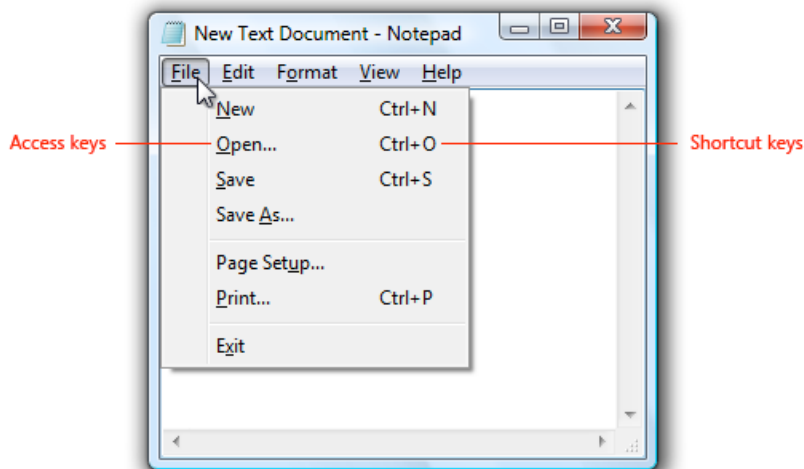 New Text Document - Notepad
File Edit Format View Help
New Ctrl+N
Access keys Open... Ctrl+O Shortcut keys
Save Ctrl+S
Save As...
Page Setup...
Print... Ctrl+P
Exit